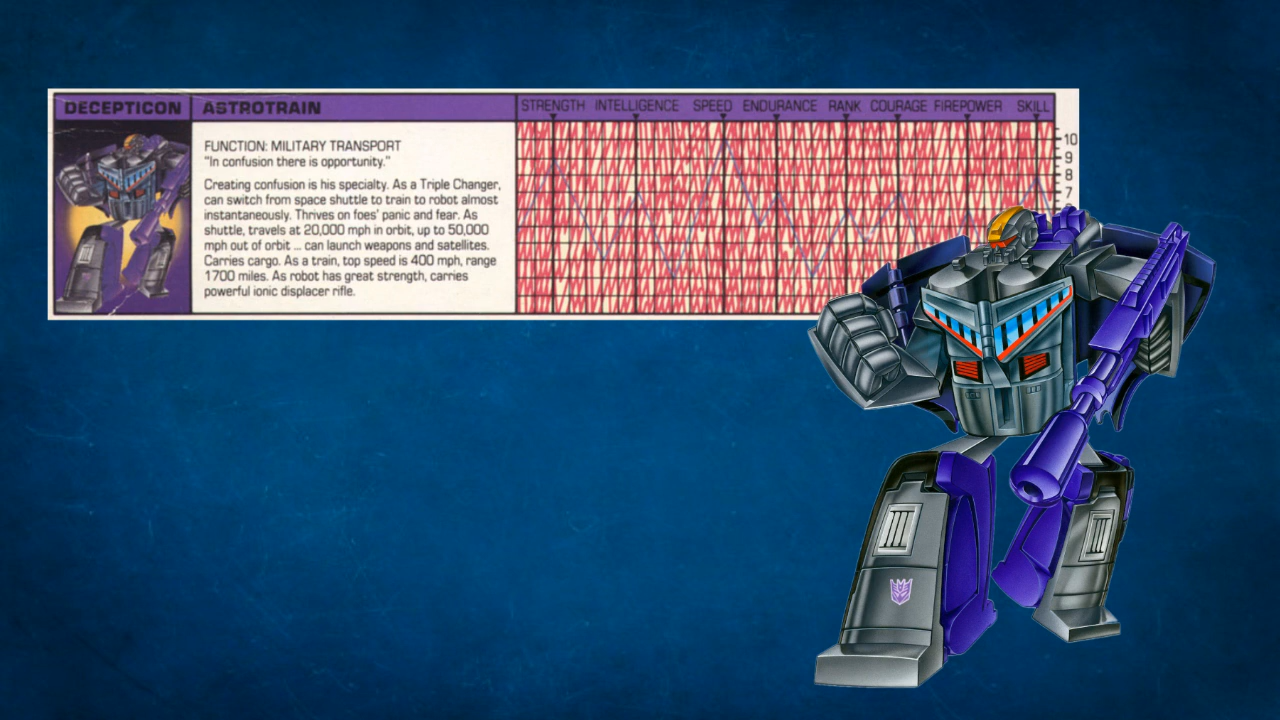 DECEPTICON
ASTROTRAIN
STRENGTH INTELLIGENCE SPEED ENDURANCE RANK COURAGE FIREPOWER SKILL
FUNCTION: MILITARY TRANSPORT
"In confusion there is opportunity."
Creating confusion is his specialty. As a Triple Changer,
can switch from space shuttle to train to robot almost
instantaneously. Thrives on foes' panic and fear. As
shuttle, travels at 20,000 mph in orbit, up to 50,000
mph out of orbit ... can launch weapons and satellites.
Carries cargo. As a train, top speed is 400 mph, range
1700 miles. As robot has great strength, carries
powerful ionic displacer rifle.
10
9
8
7